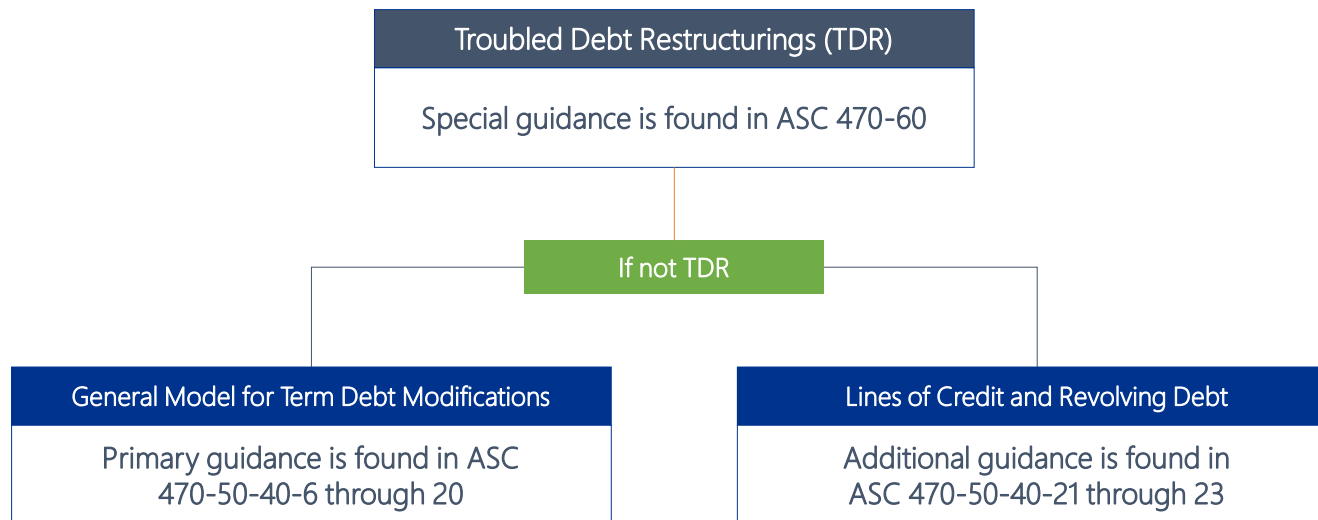 Troubled Debt Restructurings (TDR)
Special guidance is found in ASC 470-60
If not TDR
General Model for Term Debt Modifications
Primary guidance is found in ASC
470-50-40-6 through 20
Lines of Credit and Revolving Debt
Additional guidance is found in
ASC 470-50-40-21 through 23